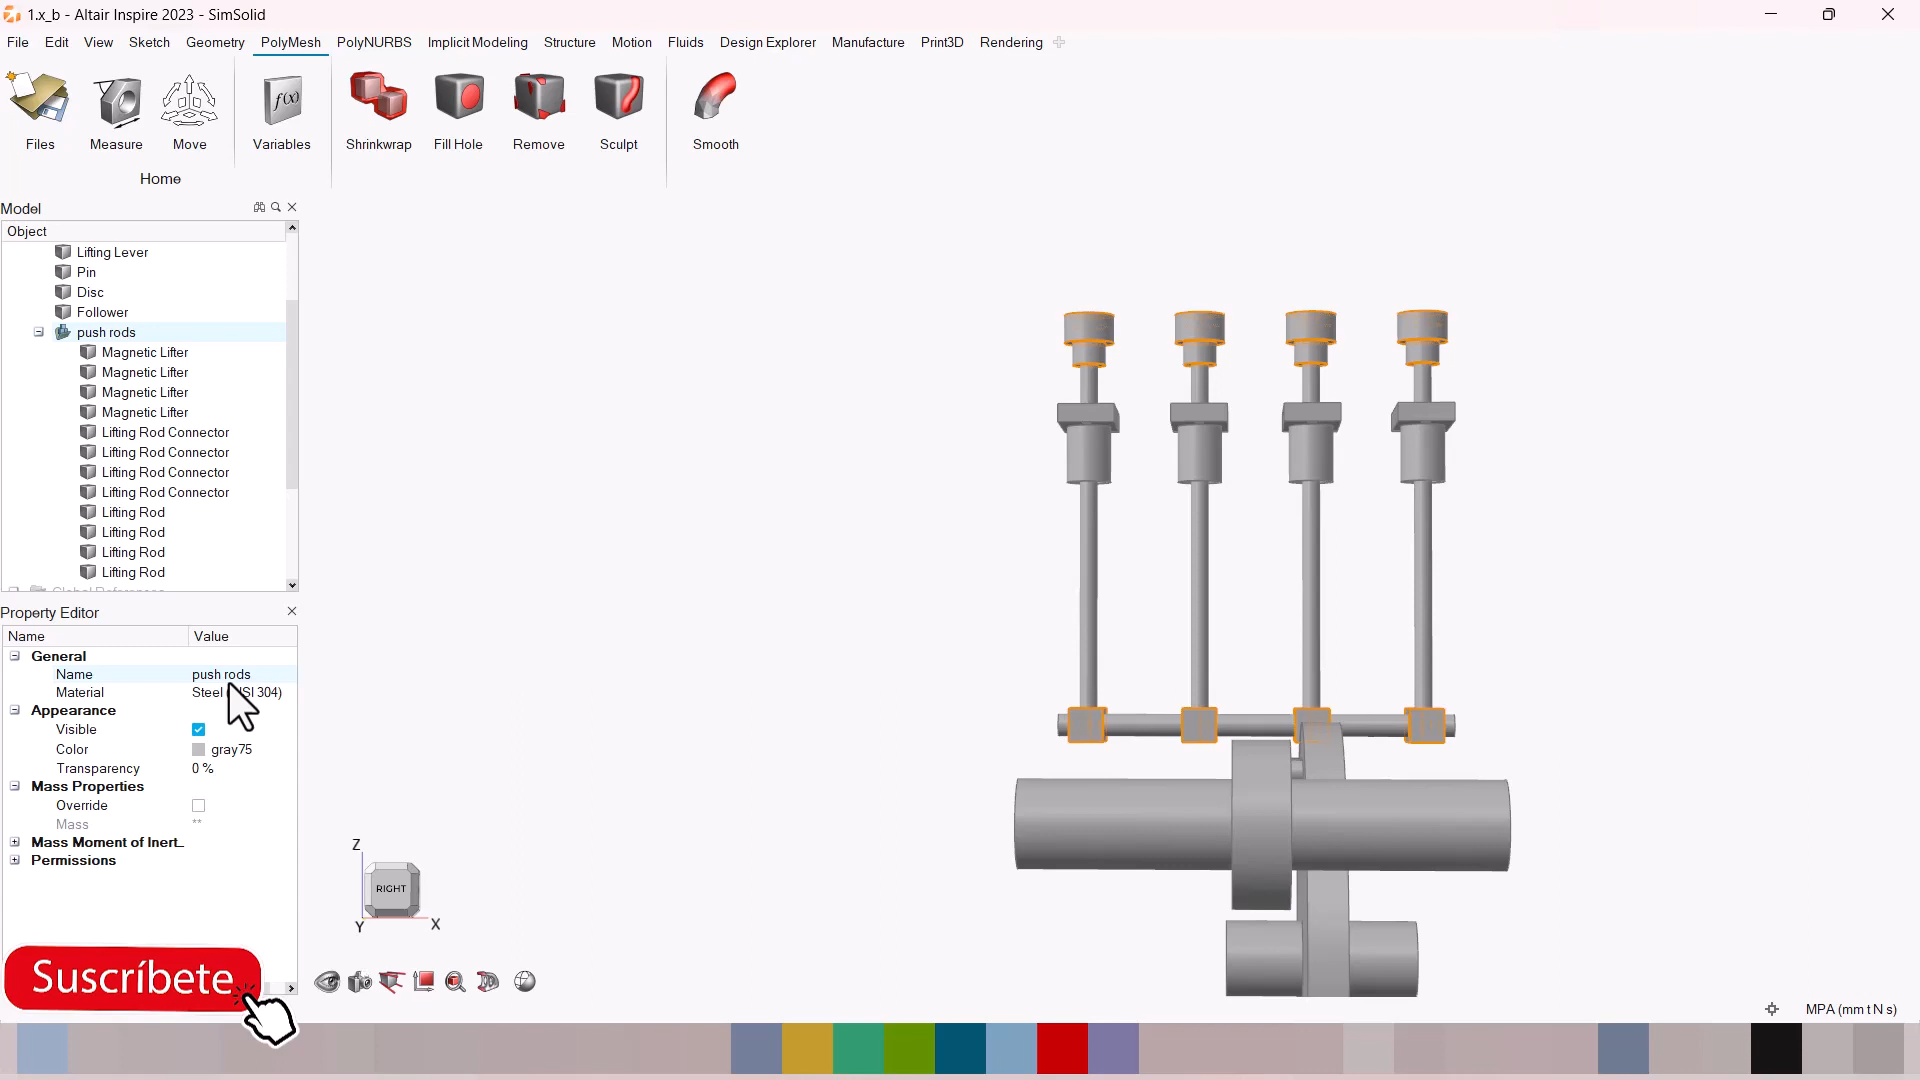 1.x_b - Altair Inspire 2023 - SimSolid
File Edit View Sketch Geometry PolyMesh PolyNURBS Implicit Modeling Structure Motion Fluids Design Explorer Manufacture Print3D Rendering
f(x)
Files Measure Move Variables Shrinkwrap Fill Hole Remove Sculpt Smooth
Home
Model
Object
Lifting Lever
Pin
Disc
Follower
push rods
Magnetic Lifter
Magnetic Lifter
Magnetic Lifter
Magnetic Lifter
Lifting Rod Connector
Lifting Rod Connector
Lifting Rod Connector
Lifting Rod Connector
Lifting Rod
Lifting Rod
Lifting Rod
Lifting Rod
Property Editor
Name Value
General
Name push rods
Material Steel SI 304)
Appearance
Visible
Color gray75
Transparency 0 %
Mass Properties
Override
Mass **
Mass Moment of Inert...
Permissions
Z
RIGHT
Y X
Suscríbete
MPA (mm t N s)